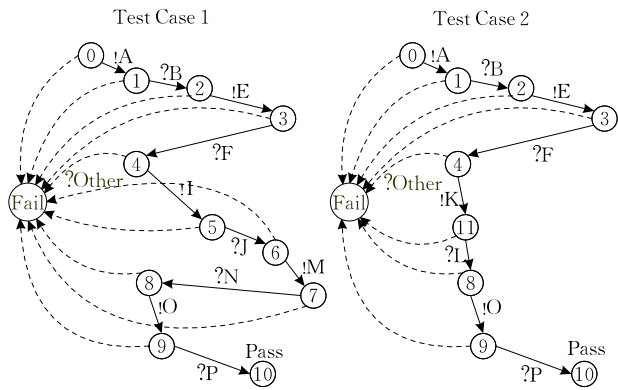 Test Case 1
0
!A
1
?B
2
!E
3
?F
4
?Other
Fail
!I
5
?J
6
!M
7
?N
8
!O
9
?P
Pass
10
Test Case 2
0
!A
1
?B
2
!E
3
?F
4
?Other
Fail
!K
11
?L
8
!O
9
?P
Pass
10